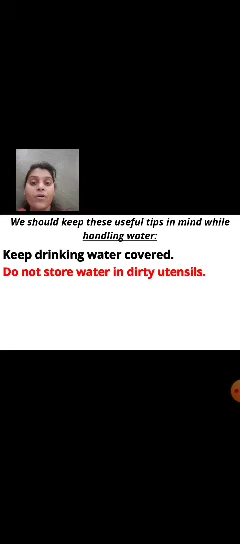 We should keep these useful tips in mind while
handling water:
Keep drinking water covered.
Do not store water in dirty utensils.